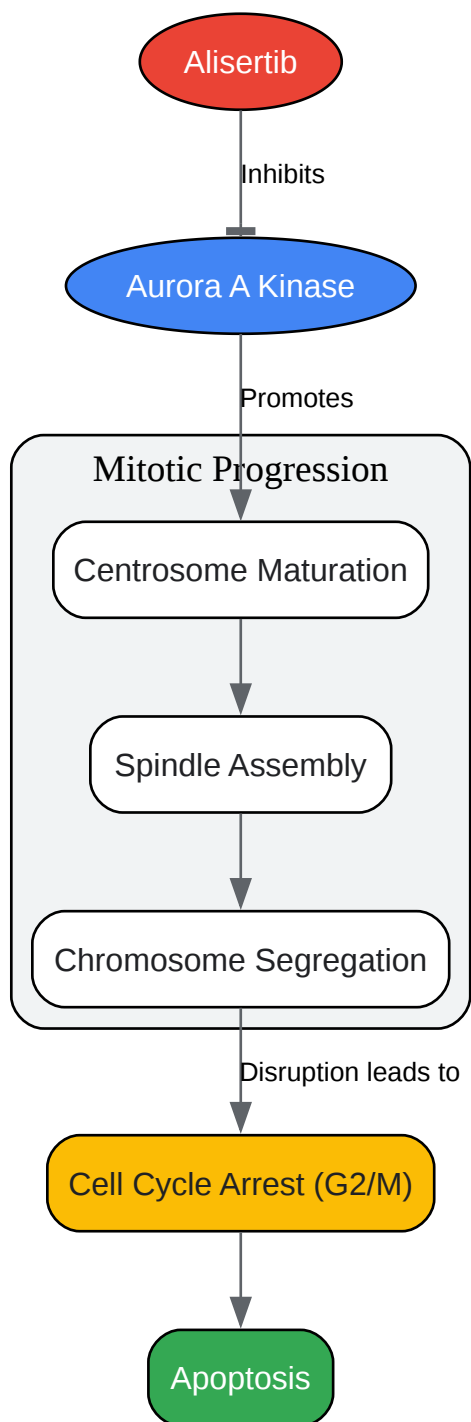 Alisertib
Inhibits
Aurora A Kinase
Promotes
Mitotic Progression
Centrosome Maturation
Spindle Assembly
Chromosome Segregation
Disruption leads to
Cell Cycle Arrest (G2/M)
Apoptosis